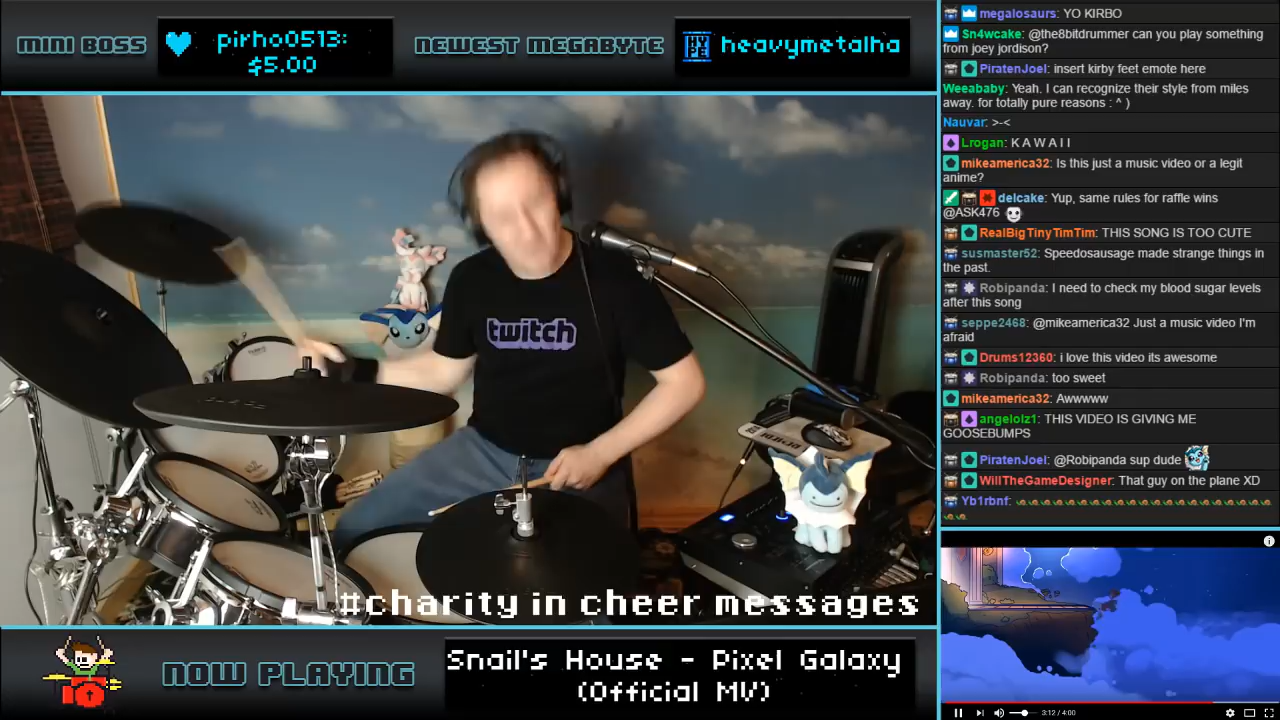 MINI BOSS
pirho0513:
$5.00
NEWEST MEGABYTE
HYPE
heavymetalha
megalosaurs: YO KIRBO
$n4wcake: @the8bitdrummer can you play something
from joey jordison?
PiratenJoel: insert kirby feet emote here
Weeababy: Yeah. I can recognize their style from miles
away. for totally pure reasons : ^ )
Nauvar: >-<
Lrogan: K A W A I I
mikeamerica32: Is this just a music video or a legit
anime?
delcake: Yup, same rules for raffle wins
@ASK476
RealBigTinyTimTim: THIS SONG IS TOO CUTE
susmaster52: Speedosausage made strange things in
the past.
Robipanda: I need to check my blood sugar levels
after this song
seppe2468: @mikeamerica32 Just a music video I'm
afraid
Drums12360: i love this video its awesome
Robipanda: too sweet
mikeamerica32: Awwwww
angelolz1: THIS VIDEO IS GIVING ME
GOOSEBUMPS
PiratenJoel: @Robipanda sup dude
WillTheGameDesigner: That guy on the plane XD
Yb1rbnf:
twitch
#charity in cheer messages
NOW PLAYING
Snail's House - Pixel Galaxy
(Official MV)
3:12 / 4:00